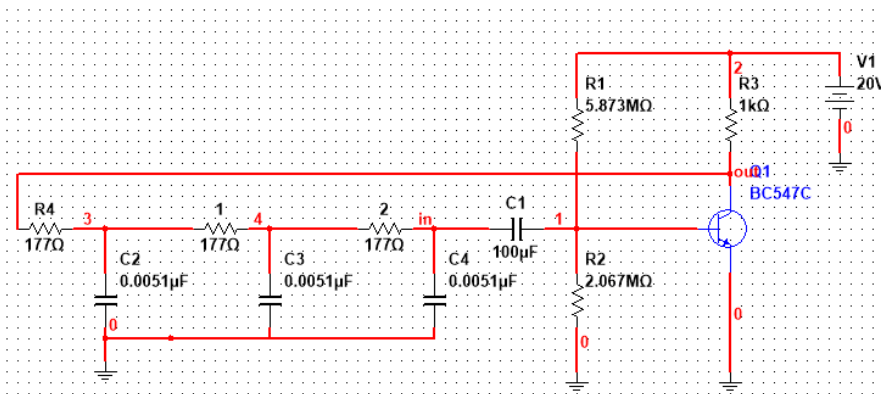 V1
20V
0
2
R1
5.873MΩ
R3
1kΩ
out
Q1
BC547C
R4
177Ω
3
1
177Ω
4
2
177Ω
in
C1
100µF
1
C2
0.0051µF
0
C3
0.0051µF
C4
0.0051µF
R2
2.067MΩ
0
0